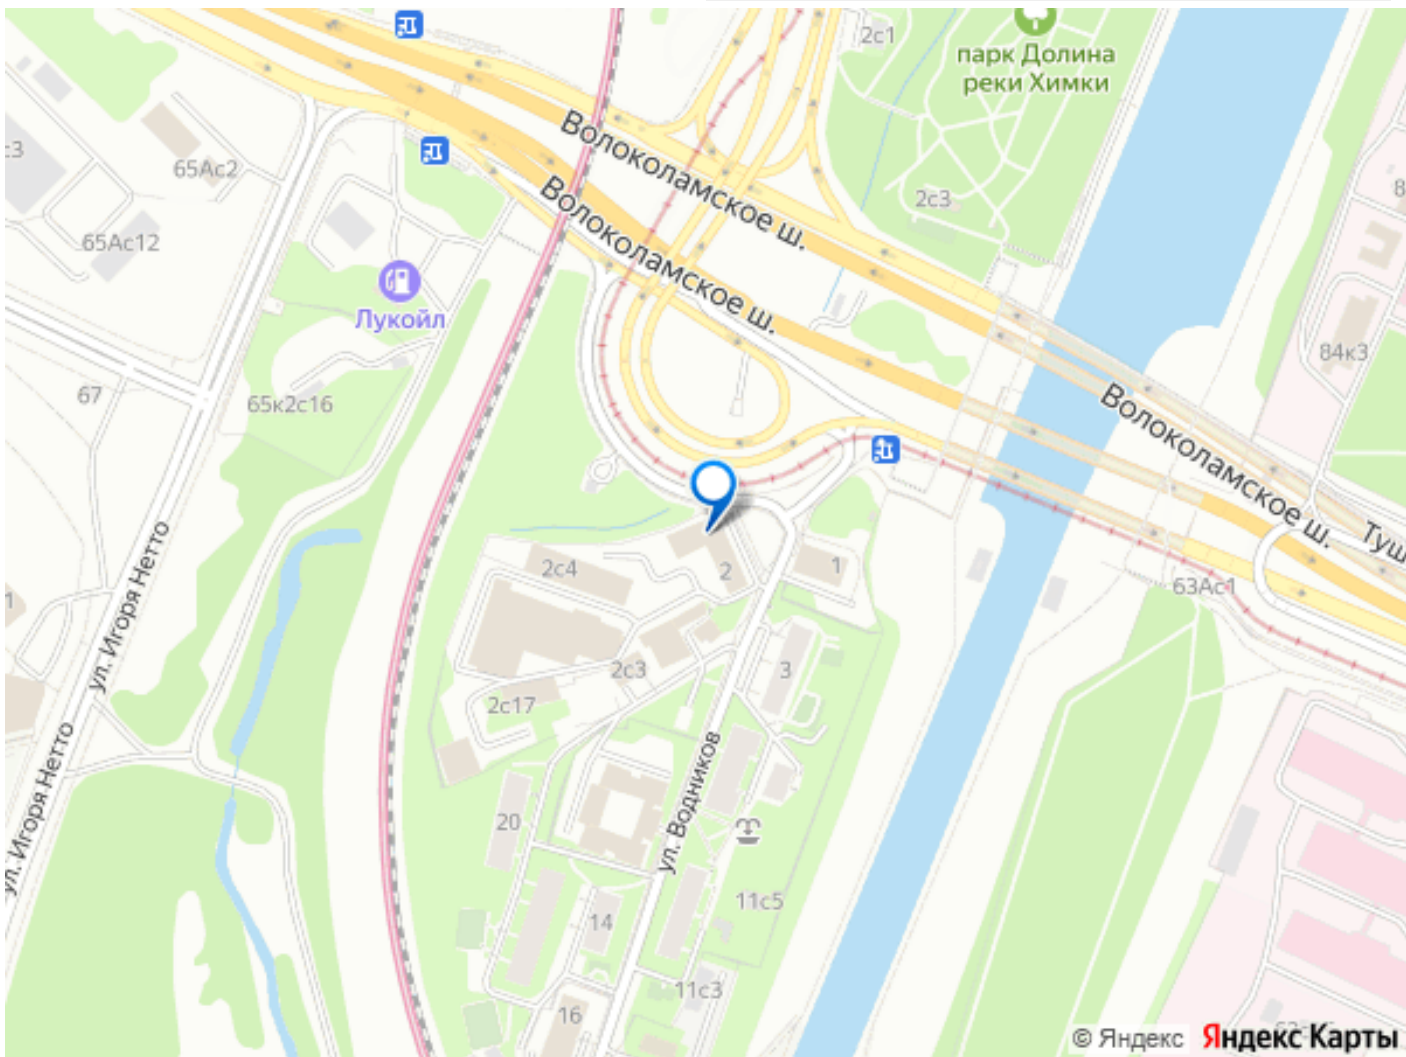 2с1
парк Долина
реки Химки
Волоколамское ш.
65Ас2
2с3
65Ас12
Волоколамское ш.
Лукойл
84к3
67
65к2с16
Волоколамское ш.
2с4
2
1
63Ас1
ул. Игоря Нетто
2с3
3
2с17
ул. Игоря Нетто
ул. Водников
20
11с5
14
11с3
16
© Яндекс Яндекс Карты